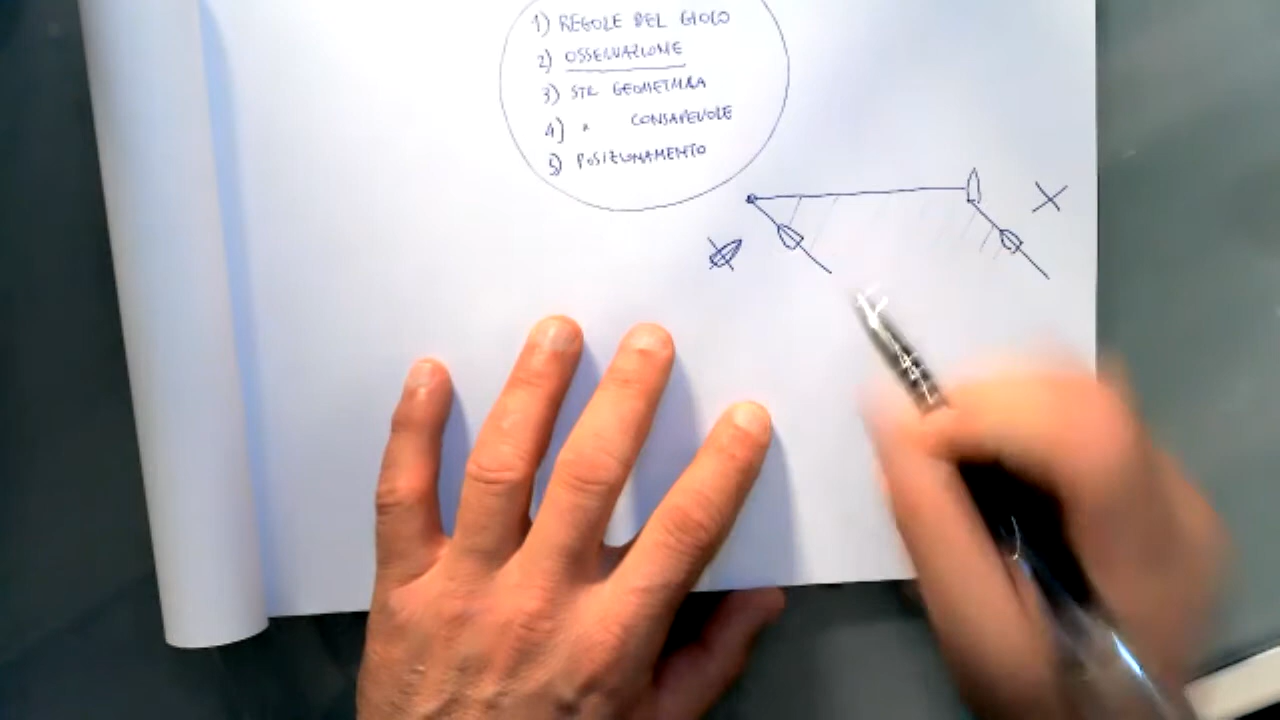 1) REGOLE DEL GIOCO
2) OSSERVAZIONE
3) STR GEOMETRICA
4) " CONSAPEVOLE
5) POSIZIONAMENTO